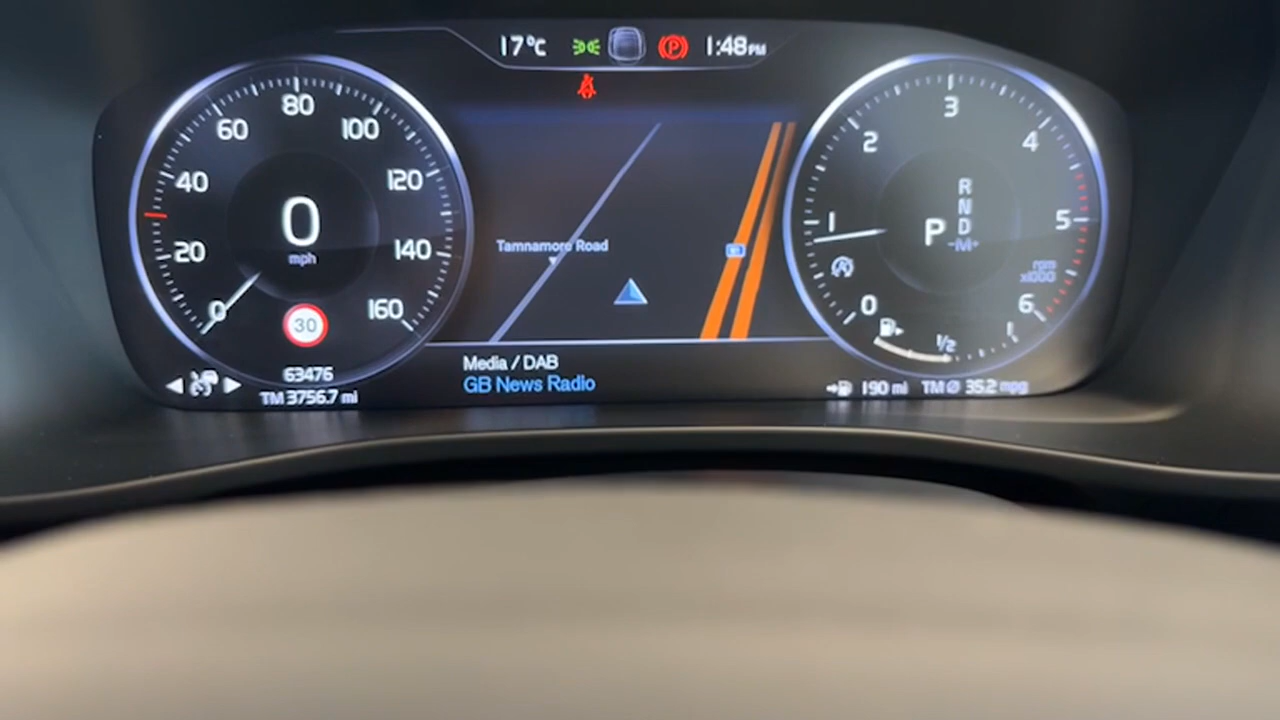 17°C
P
1:48PM
0
20
40
60
80
100
120
140
160
0
mph
30
63476
TM 3756.7 mi
Tamnamore Road
Media / DAB
GB News Radio
0
1
2
3
4
5
6
R
N
P D
-M+
rpm
x1000
A
1/2
1
190 mi TM Ø 35.2 mpg